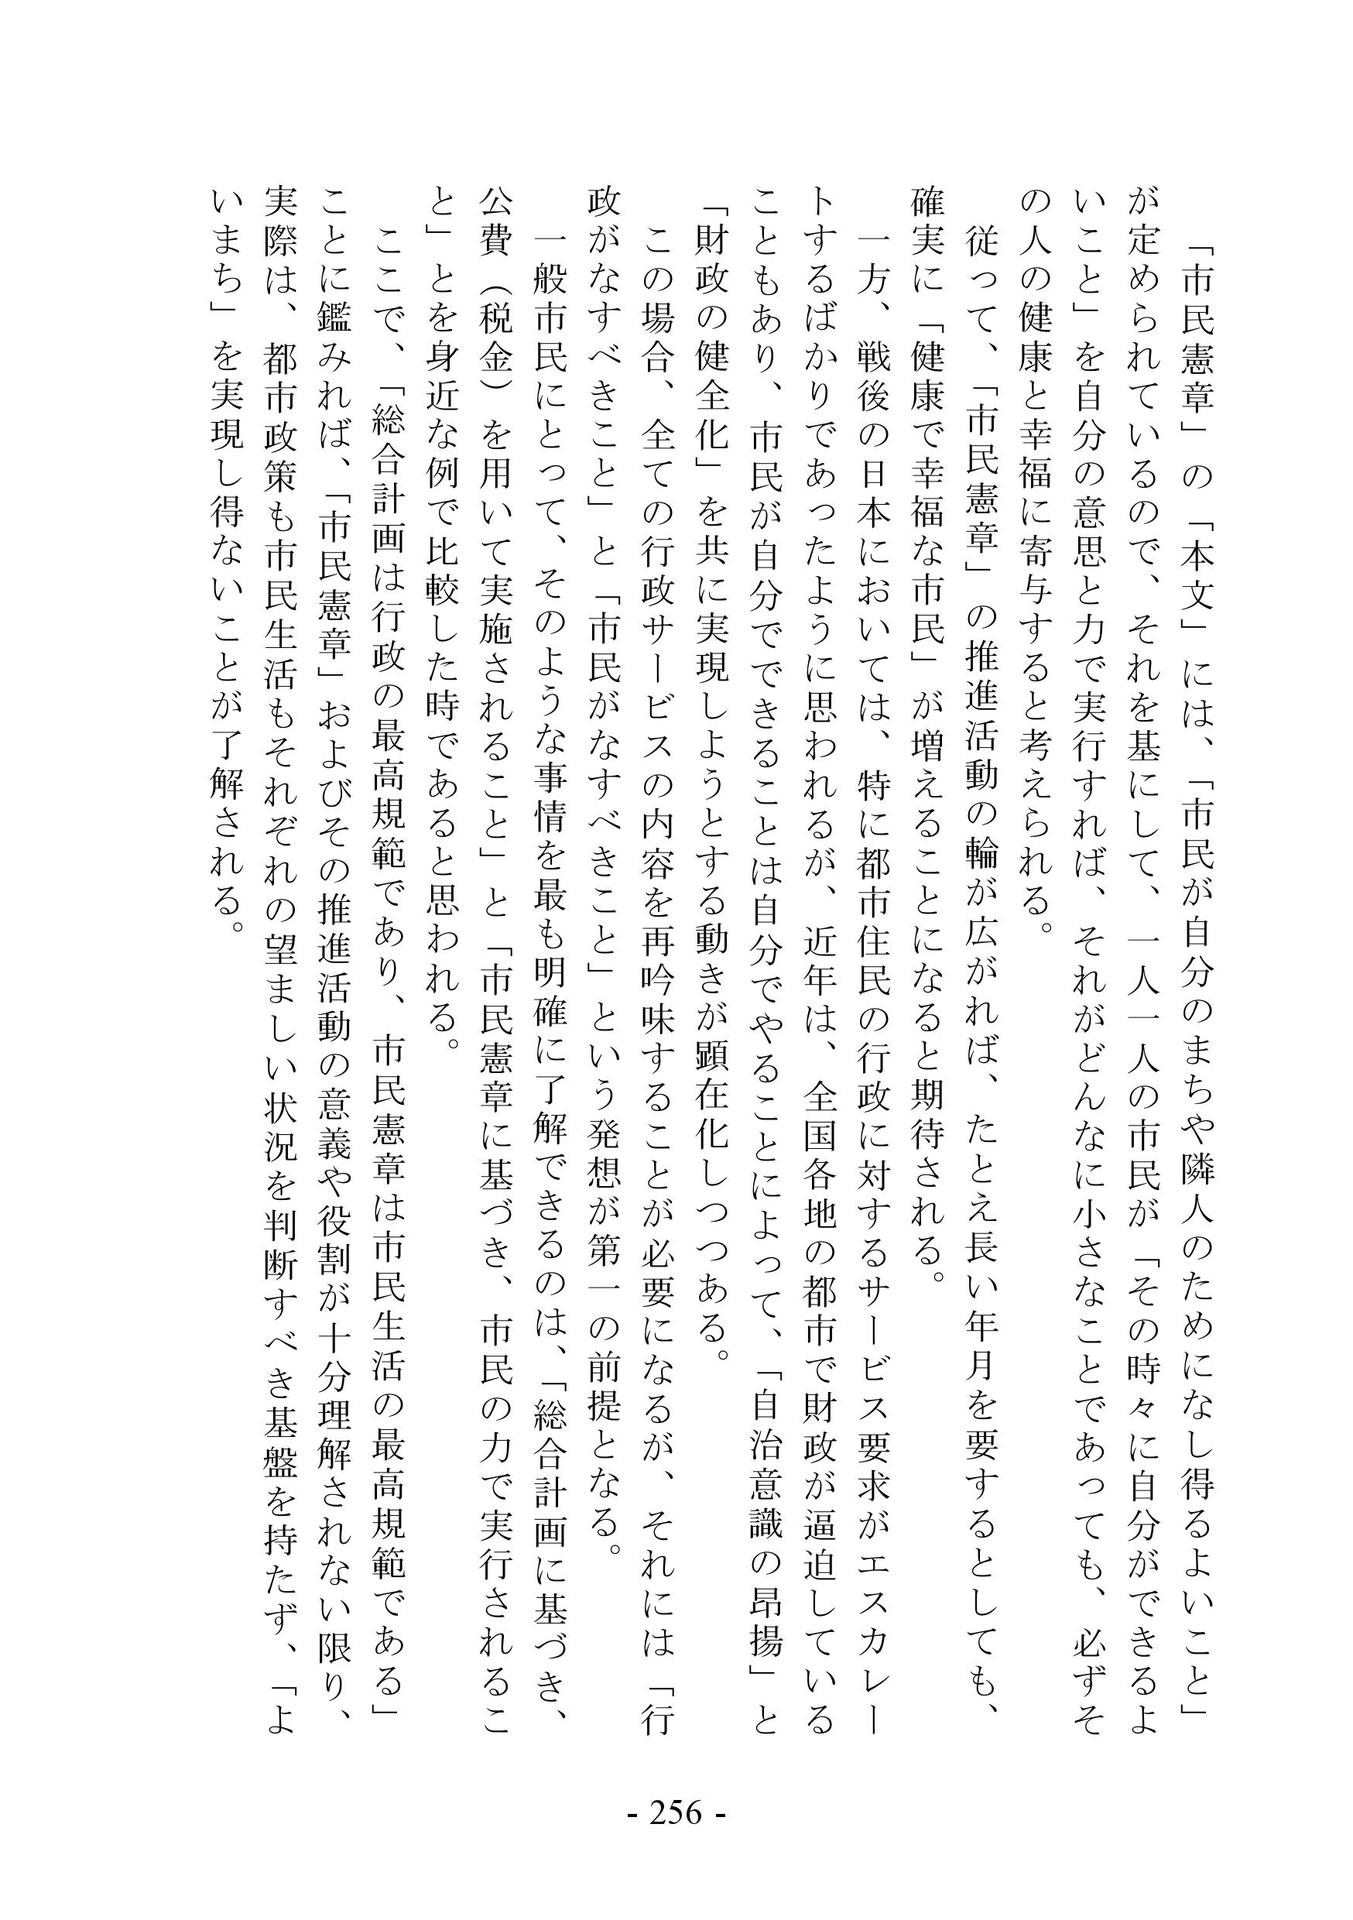 「市民憲章」の「本文」には、「市民が自分のまちや隣人のためになし得るよいこと」
が定められているので、それを基にして、一人一人の市民が「その時々に自分ができるよ
いこと」を自分の意思と力で実行すれば、それがどんなに小さなことであっても、必ずそ
の人の健康と幸福に寄与すると考えられる。
従って、「市民憲章」の推進活動の輪が広がれば、たとえ長い年月を要するとしても、
確実に「健康で幸福な市民」が増えることになると期待される。
一方、戦後の日本においては、特に都市住民の行政に対するサービス要求がエスカレー
トするばかりであったように思われるが、近年は、全国各地の都市で財政が逼迫している
こともあり、市民が自分でできることは自分でやることによって、「自治意識の昂揚」と
「財政の健全化」を共に実現しようとする動きが顕在化しつつある。
この場合、全ての行政サービスの内容を再吟味することが必要になるが、それには「行
政がなすべきこと」と「市民がなすべきこと」という発想が第一の前提となる。
一般市民にとって、そのような事情を最も明確に了解できるのは、「総合計画に基づき、
公費（税金）を用いて実施されること」と「市民憲章に基づき、市民の力で実行されるこ
と」とを身近な例で比較した時であると思われる。
ここで、「総合計画は行政の最高規範であり、市民憲章は市民生活の最高規範である」
ことに鑑みれば、「市民憲章」およびその推進活動の意義や役割が十分理解されない限り、
実際は、都市政策も市民生活もそれぞれの望ましい状況を判断すべき基盤を持たず、「よ
いまち」を実現し得ないことが了解される。
- 256 -